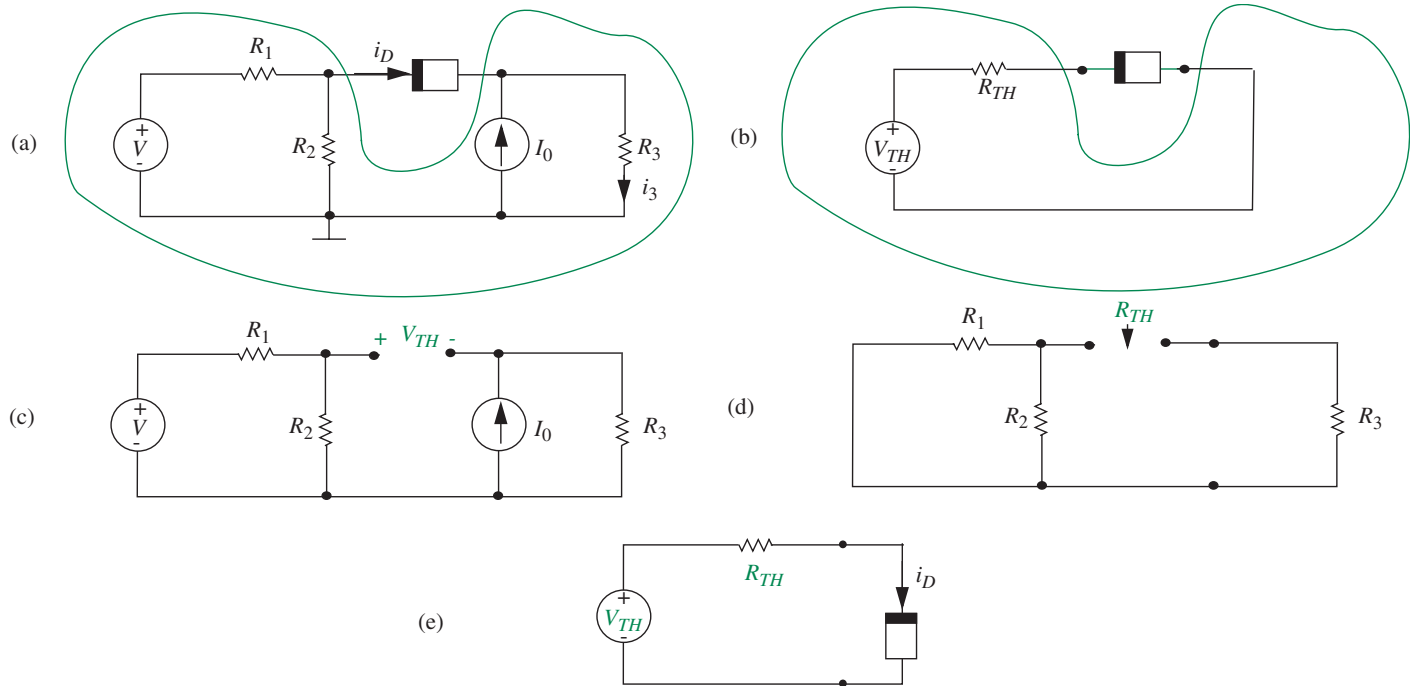 (a)
R1
iD
+
V
-
R2
I0
R3
i3
(b)
RTH
+
VTH
-
(c)
R1
+ VTH -
+
V
-
R2
I0
R3
(d)
R1
RTH
R2
R3
(e)
RTH
iD
+
VTH
-